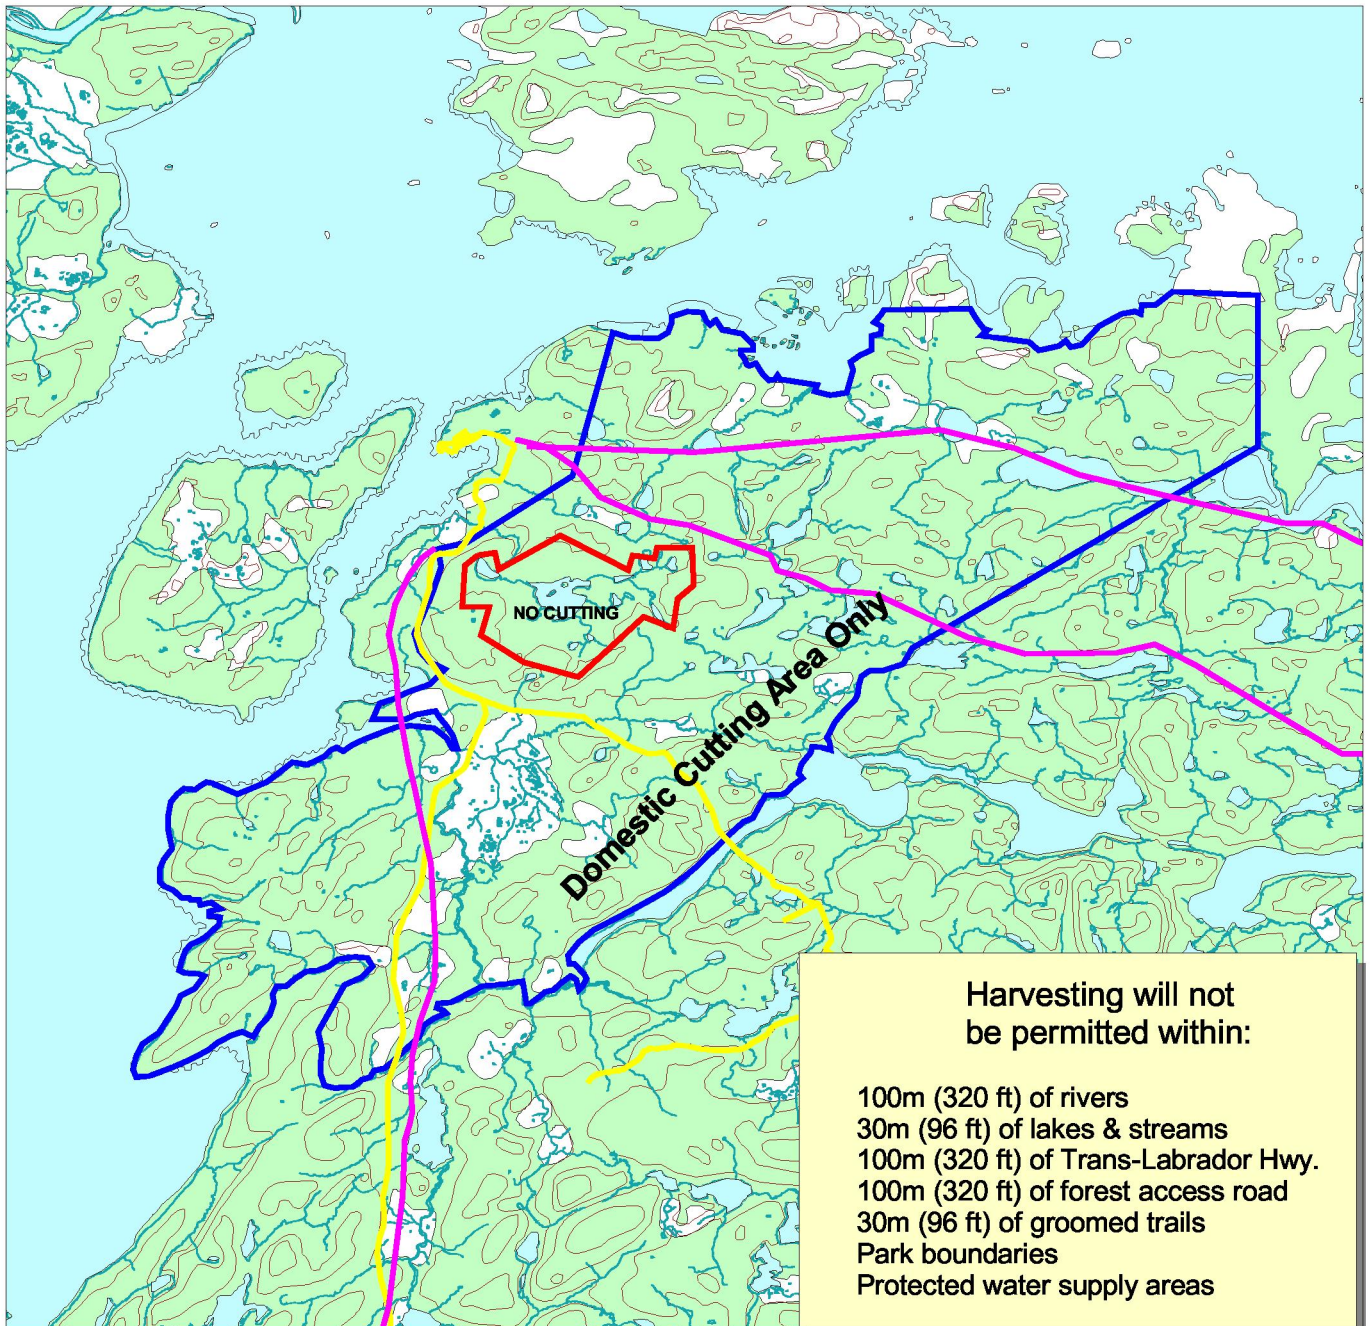 NO CUTTING
Domestic Cutting Area Only
Harvesting will not
be permitted within:
100m (320 ft) of rivers
30m (96 ft) of lakes & streams
100m (320 ft) of Trans-Labrador Hwy.
100m (320 ft) of forest access road
30m (96 ft) of groomed trails
Park boundaries
Protected water supply areas